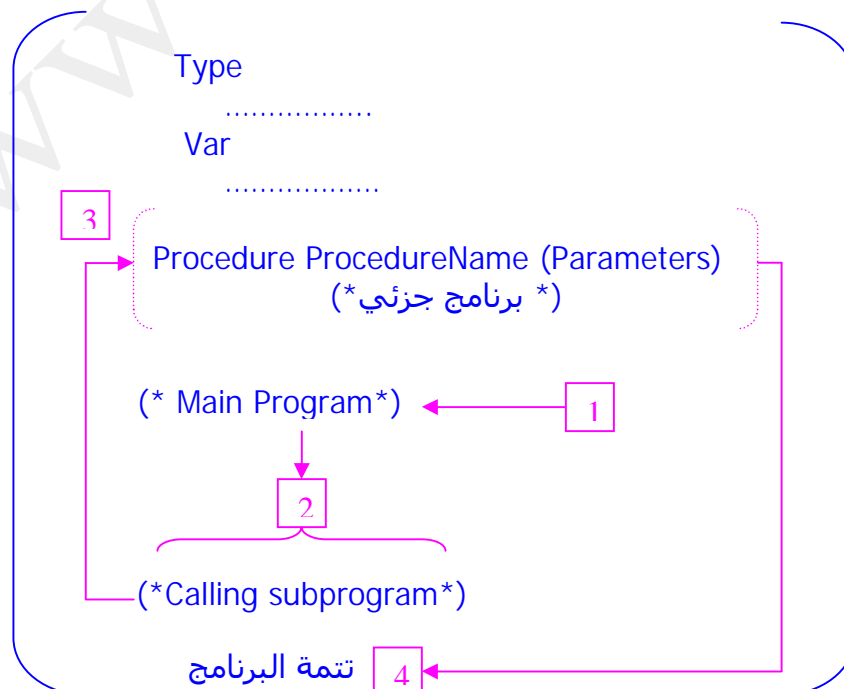 Type
.................
Var
..................
3
Procedure ProcedureName (Parameters)
(* برنامج جزئي*)
(* Main Program*)
1
2
(*Calling subprogram*)
تتمة البرنامج
4